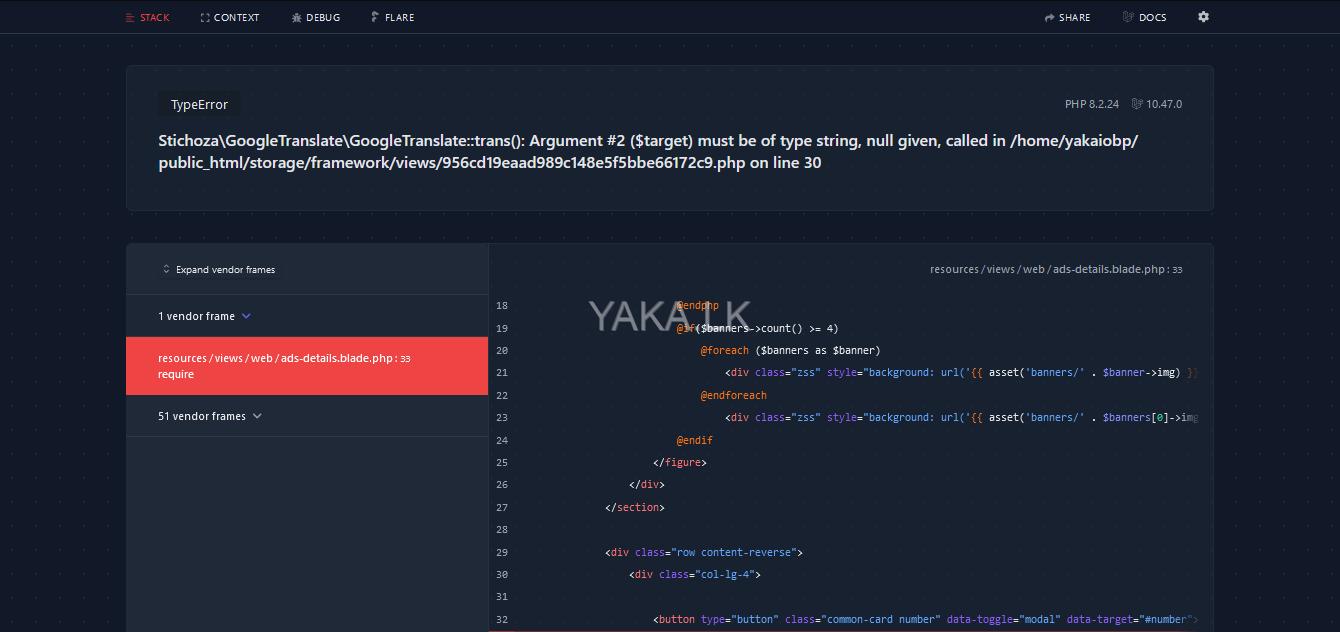 STACK CONTEXT DEBUG FLARE SHARE DOCS
TypeError
PHP 8.2.24 10.47.0
Stichoza\GoogleTranslate\GoogleTranslate::trans(): Argument #2 ($target) must be of type string, null given, called in /home/yakaiobp/
public_html/storage/framework/views/956cd19eaad989c148e5f5bbe66172c9.php on line 30
Expand vendor frames
1 vendor frame
resources/views/web/ads-details.blade.php:33
require
51 vendor frames
resources/views/web/ads-details.blade.php:33
YAKA.LK
18 @endphp
19 @if($banners->count() >= 4)
20 @foreach ($banners as $banner)
21 <div class="zss" style="background: url('{{ asset('banners/' . $banner->img) }}
22 @endforeach
23 <div class="zss" style="background: url('{{ asset('banners/' . $banners[0]->img
24 @endif
25 </figure>
26 </div>
27 </section>
28
29 <div class="row content-reverse">
30 <div class="col-lg-4">
31
32 <button type="button" class="common-card number" data-toggle="modal" data-target="#number">